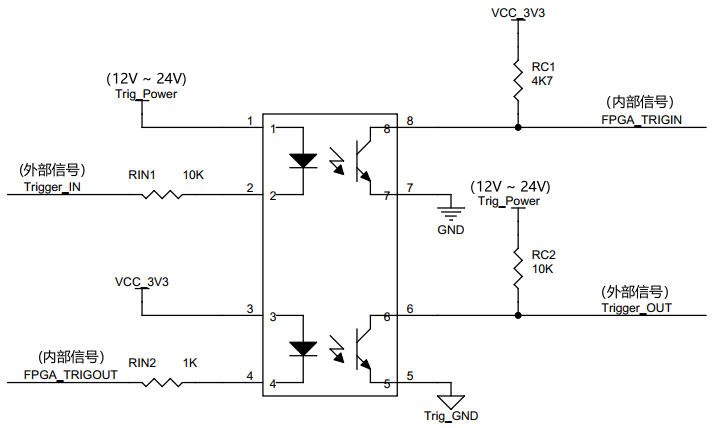 VCC_3V3
RC1
4K7
(12V ~ 24V)
Trig_Power
(内部信号)
FPGA_TRIGIN
1
1
8
8
(外部信号)
Trigger_IN
RIN1
10K
2
2
7
7
GND
(12V ~ 24V)
Trig_Power
RC2
10K
VCC_3V3
(外部信号)
Trigger_OUT
3
3
6
6
(内部信号)
FPGA_TRIGOUT
RIN2
1K
4
4
5
5
Trig_GND